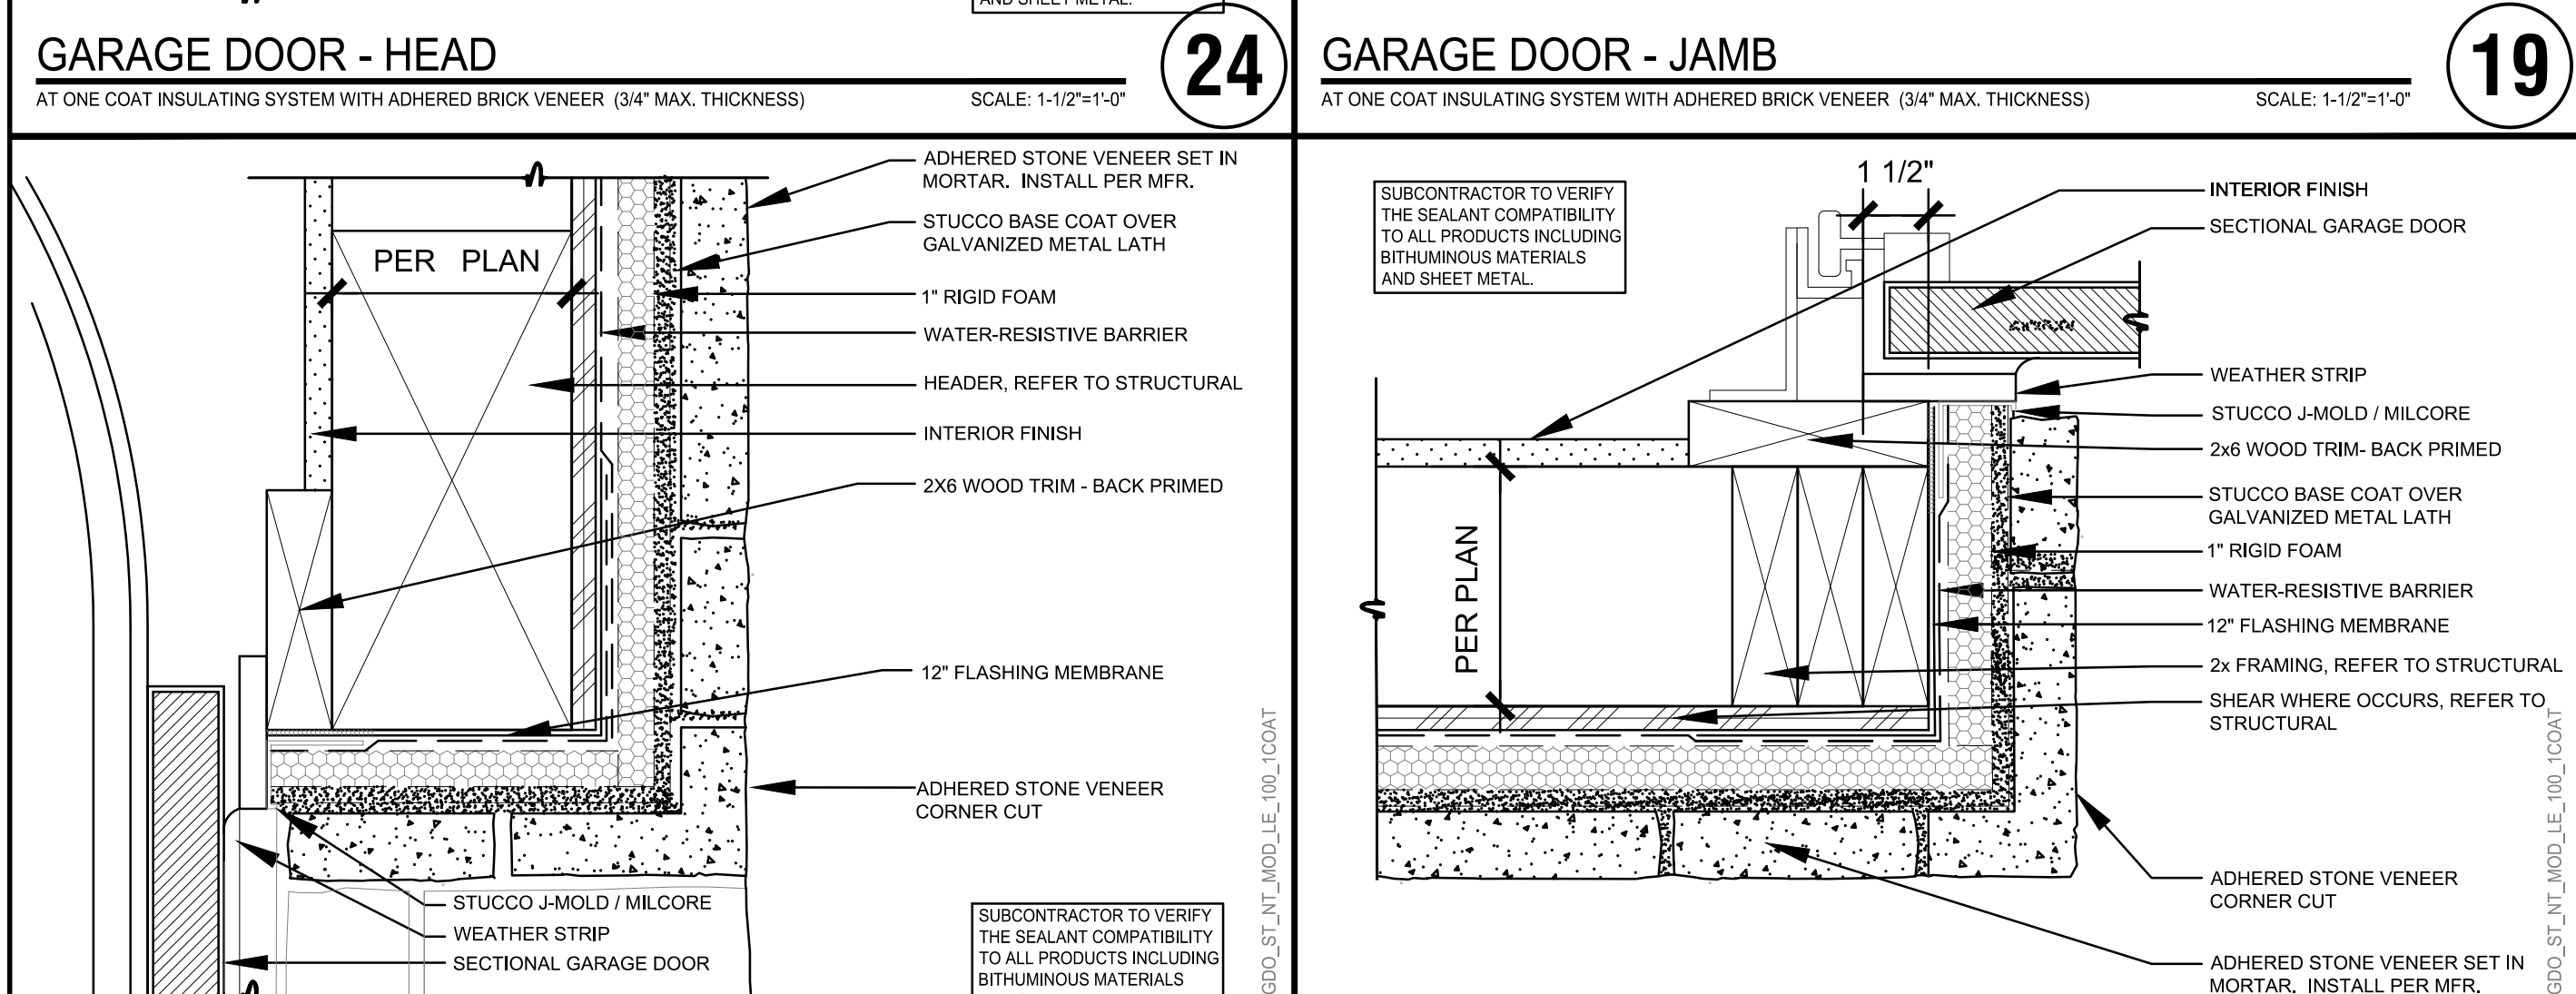 AND SHEET METAL.
GARAGE DOOR - HEAD
24
AT ONE COAT INSULATING SYSTEM WITH ADHERED BRICK VENEER (3/4" MAX. THICKNESS)
SCALE: 1-1/2"=1'-0"
GARAGE DOOR - JAMB
19
AT ONE COAT INSULATING SYSTEM WITH ADHERED BRICK VENEER (3/4" MAX. THICKNESS)
SCALE: 1-1/2"=1'-0"
PER PLAN
ADHERED STONE VENEER SET IN
MORTAR. INSTALL PER MFR.
STUCCO BASE COAT OVER
GALVANIZED METAL LATH
1" RIGID FOAM
WATER-RESISTIVE BARRIER
HEADER, REFER TO STRUCTURAL
INTERIOR FINISH
2X6 WOOD TRIM - BACK PRIMED
12" FLASHING MEMBRANE
ADHERED STONE VENEER
CORNER CUT
STUCCO J-MOLD / MILCORE
WEATHER STRIP
SECTIONAL GARAGE DOOR
SUBCONTRACTOR TO VERIFY
THE SEALANT COMPATIBILITY
TO ALL PRODUCTS INCLUDING
BITHUMINOUS MATERIALS
GDO_ST_NT_MOD_LE_100_1COAT
SUBCONTRACTOR TO VERIFY
THE SEALANT COMPATIBILITY
TO ALL PRODUCTS INCLUDING
BITHUMINOUS MATERIALS
AND SHEET METAL.
1 1/2"
PER PLAN
INTERIOR FINISH
SECTIONAL GARAGE DOOR
WEATHER STRIP
STUCCO J-MOLD / MILCORE
2x6 WOOD TRIM- BACK PRIMED
STUCCO BASE COAT OVER
GALVANIZED METAL LATH
1" RIGID FOAM
WATER-RESISTIVE BARRIER
12" FLASHING MEMBRANE
2x FRAMING, REFER TO STRUCTURAL
SHEAR WHERE OCCURS, REFER TO
STRUCTURAL
ADHERED STONE VENEER
CORNER CUT
ADHERED STONE VENEER SET IN
MORTAR. INSTALL PER MFR.
GDO_ST_NT_MOD_LE_100_1COAT